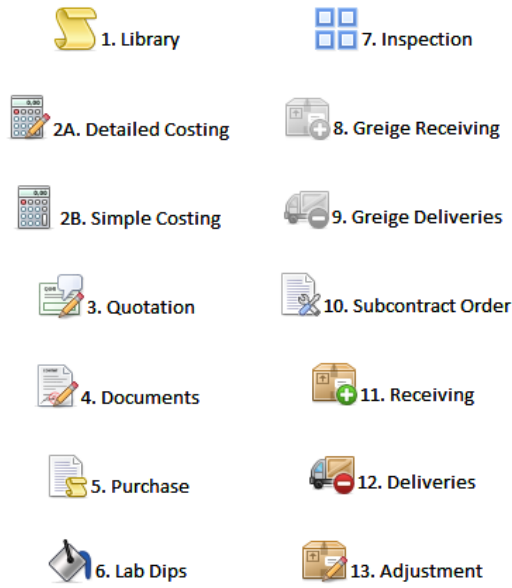 1. Library
2A. Detailed Costing
2B. Simple Costing
3. Quotation
4. Documents
5. Purchase
6. Lab Dips
7. Inspection
8. Greige Receiving
9. Greige Deliveries
10. Subcontract Order
11. Receiving
12. Deliveries
13. Adjustment